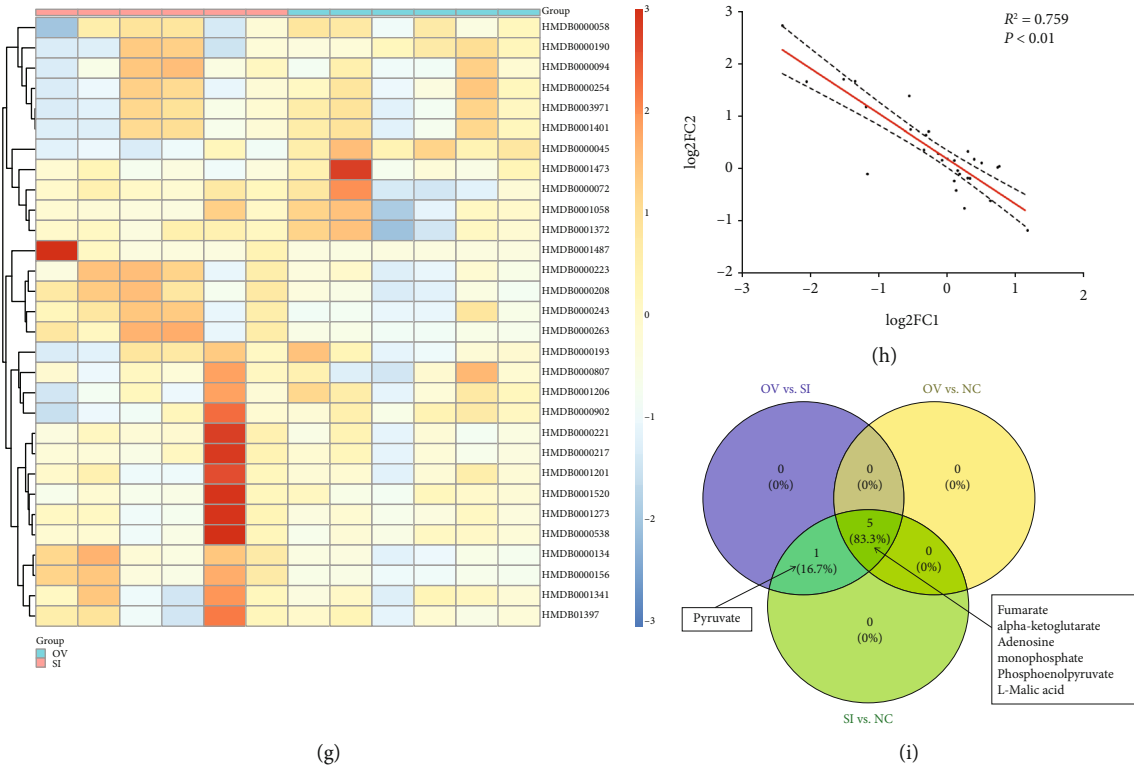 Group
HMDB0000058
HMDB0000190
HMDB0000094
HMDB0000254
HMDB0003971
HMDB0001401
HMDB0000045
HMDB0001473
HMDB0000072
HMDB0001058
HMDB0001372
HMDB0001487
HMDB0000223
HMDB0000208
HMDB0000243
HMDB0000263
HMDB0000193
HMDB0000807
HMDB0001206
HMDB0000902
HMDB0000221
HMDB0000217
HMDB0001201
HMDB0001520
HMDB0001273
HMDB0000538
HMDB0000134
HMDB0000156
HMDB0001341
HMDB01397
3
2
1
0
−1
−2
−3
Group
OV
SI
(g)
R² = 0.759
P < 0.01
log2FC2
3
2
1
0
−1
−2
−3
−2
−1
0
1
2
log2FC1
(h)
OV vs. SI
OV vs. NC
0
(0%)
0
(0%)
0
(0%)
5
(83.3%)
1
(16.7%)
0
(0%)
0
(0%)
Pyruvate
Fumarate
alpha-ketoglutarate
Adenosine
monophosphate
Phosphoenolpyruvate
L-Malic acid
SI vs. NC
(i)